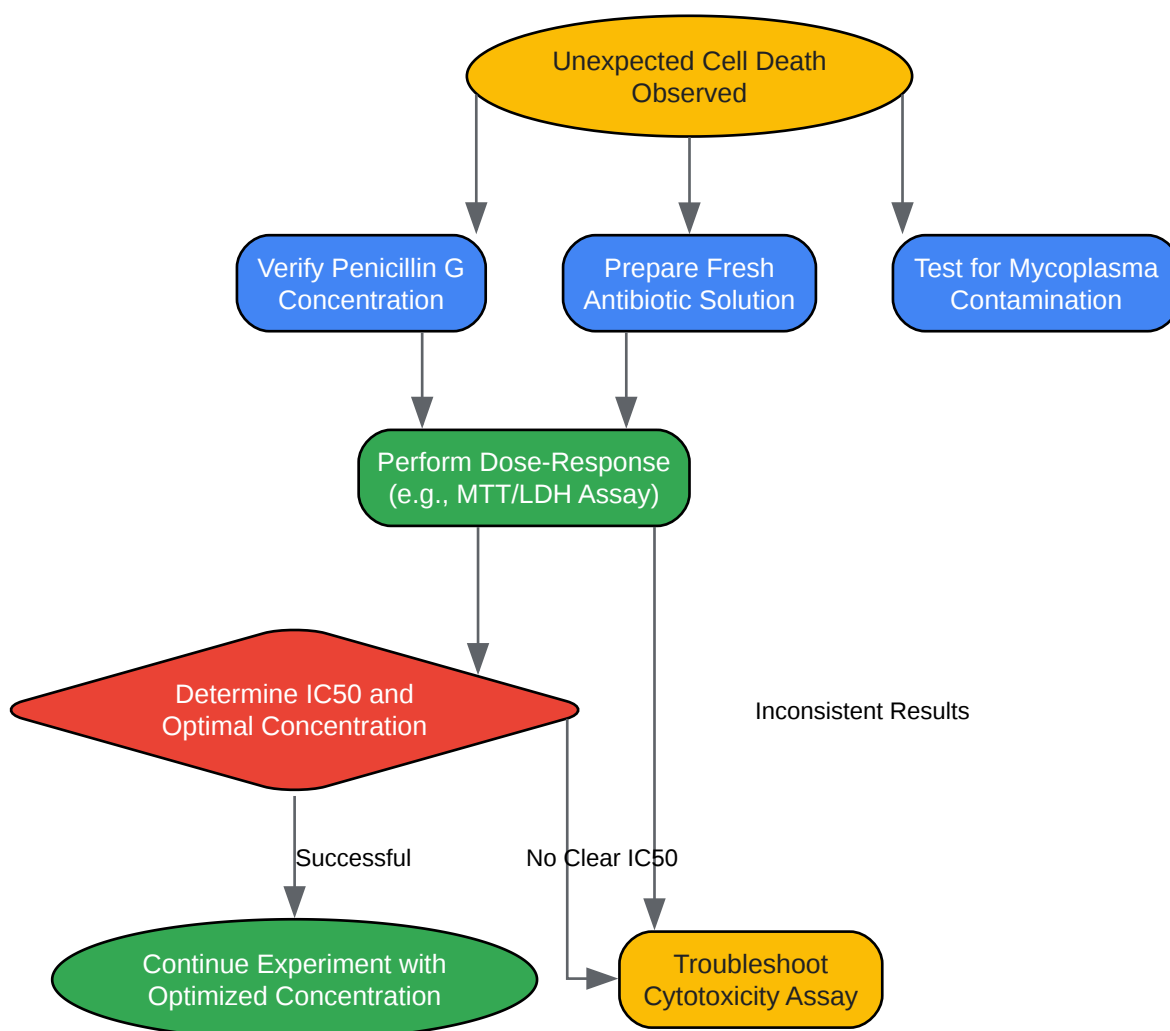 Unexpected Cell Death
Observed
Verify Penicillin G
Concentration
Prepare Fresh
Antibiotic Solution
Test for Mycoplasma
Contamination
Perform Dose-Response
(e.g., MTT/LDH Assay)
Determine IC50 and
Optimal Concentration
Inconsistent Results
Successful
No Clear IC50
Continue Experiment with
Optimized Concentration
Troubleshoot
Cytotoxicity Assay